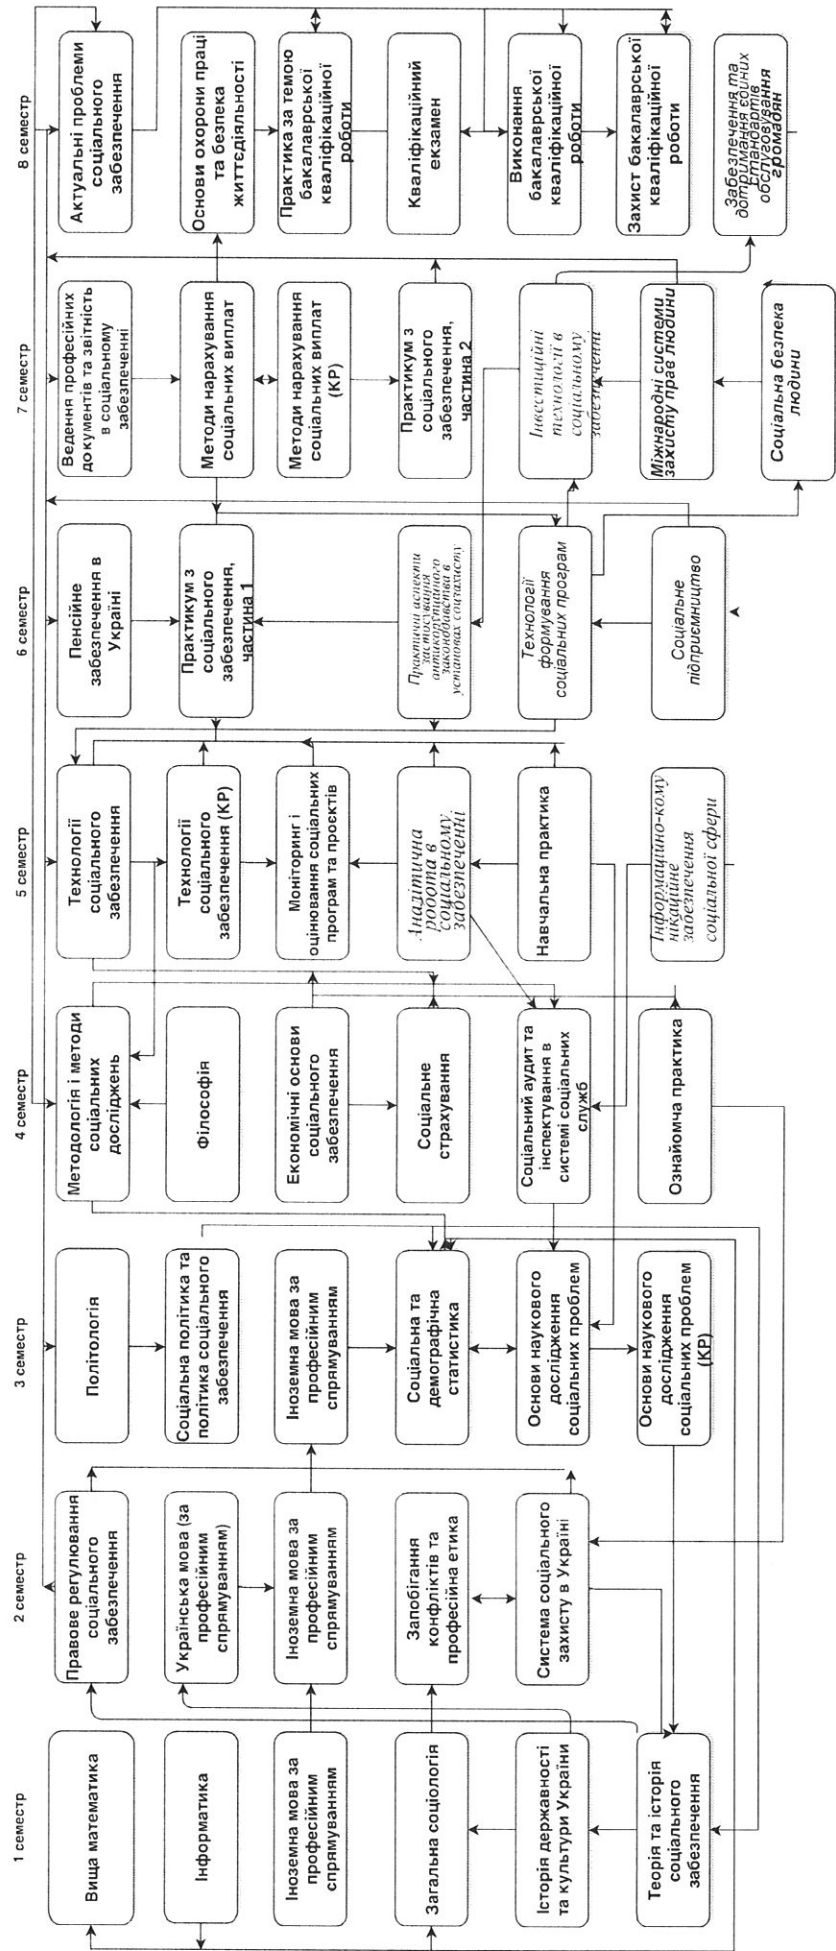 1 семестр
Вища математика
Інформатика
Іноземна мова за
професійним
спрямуванням
Загальна соціологія
Історія державності
та культури України
Теорія та історія
соціального
забезпечення
2 семестр
Правове регулювання
соціального
забезпечення
Українська мова (за
професійним
спрямуванням)
Іноземна мова за
професійним
спрямуванням
Запобігання
конфліктів та
професійна етика
Система соціального
захисту в Україні
3 семестр
Політологія
Соціальна політика та
політика соціального
забезпечення
Іноземна мова за
професійним
спрямуванням
Соціальна та
демографічна
статистика
Основи наукового
дослідження
соціальних проблем
Основи наукового
дослідження
соціальних проблем
(КР)
4 семестр
Методологія і методи
соціальних
досліджень
Філософія
Економічні основи
соціального
забезпечення
Соціальне
страхування
Соціальний аудит та
інспектування в
системі соціальних
служб
Ознайомча практика
5 семестр
Технології
соціального
забезпечення
Технології
соціального
забезпечення (КР)
Моніторинг і
оцінювання соціальних
програм та проєктів
Аналітична
робота в
соціальному
забезпеченні
Навчальна практика
Інформаційно-кому
нікаційне
забезпечення
соціальної сфери
6 семестр
Пенсійне
забезпечення в
Україні
Практикум з
соціального
забезпечення,
частина 1
Практичні аспекти
застосування
антикорупційного
законодавства в
установах соцзахисту
Технології
формування
соціальних програм
Соціальне
підприємництво
7 семестр
Ведення професійних
документів та звітність
в соціальному
забезпеченні
Методи нарахування
соціальних виплат
Методи нарахування
соціальних виплат
(КР)
Практикум з
соціального
забезпечення,
частина 2
Інвестиційні
технології в
соціальному
забезпеченні
Міжнародні системи
захисту прав людини
Соціальна безпека
людини
8 семестр
Актуальні проблеми
соціального
забезпечення
Основи охорони праці
та безпека
життєдіяльності
Практика за темою
бакалаврської
кваліфікаційної
роботи
Кваліфікаційний
екзамен
Виконання
бакалаврської
кваліфікаційної
роботи
Захист бакалаврської
кваліфікаційної
роботи
Забезпечення та
дотримання єдиних
стандартів
обслуговування
громадян